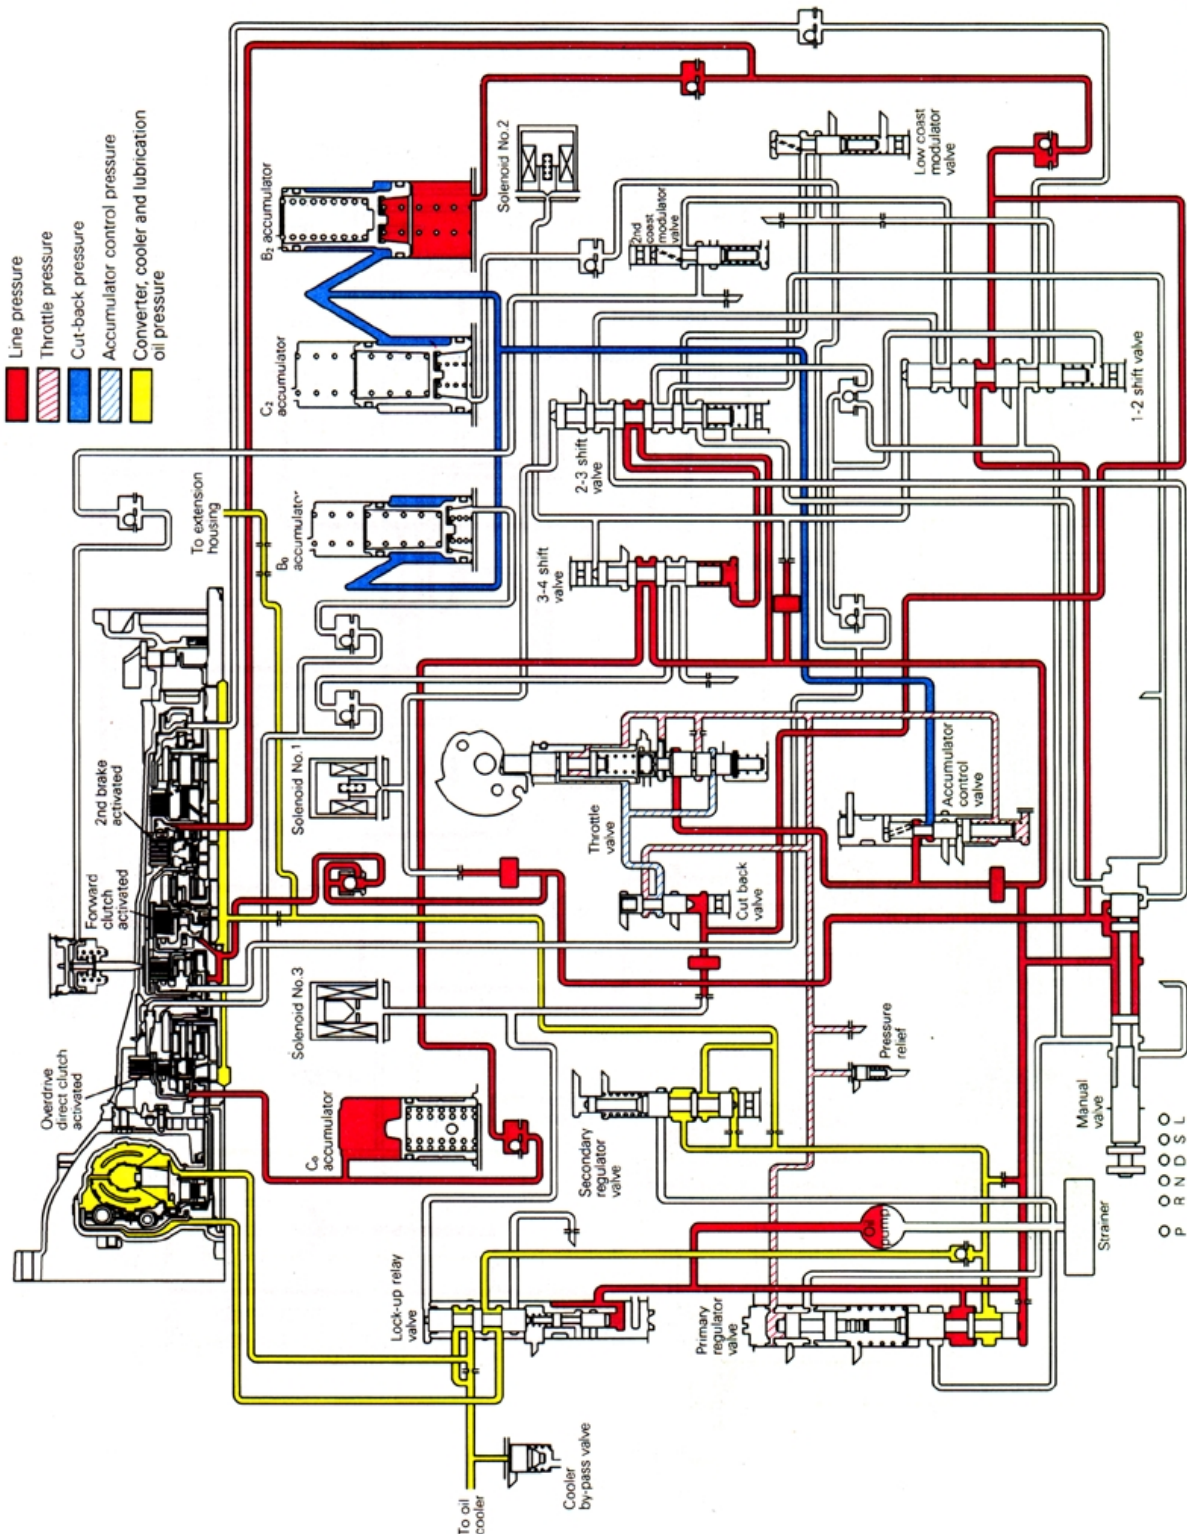 Line pressure
Throttle pressure
Cut-back pressure
Accumulator control pressure
Converter, cooler and lubrication
oil pressure
B2 accumulator
C2
accumulator
B0
accumulator
Solenoid No.2
Low coast
modulator
valve
2nd
coast modulator
valve
1-2 shift valve
2-3 shift
valve
3-4 shift
valve
To extension
housing
2nd brake
activated
Forward
clutch
activated
Overdrive
direct clutch
activated
Solenoid No.1
Solenoid No.3
Throttle
valve
Cut back
valve
Accumulator
control
valve
C0
accumulator
Secondary
regulator
valve
Pressure
relief
Manual
valve
P R N D S L
Oil
pump
Strainer
Lock-up relay
valve
Primary
regulator
valve
To oil
cooler
Cooler
by-pass valve